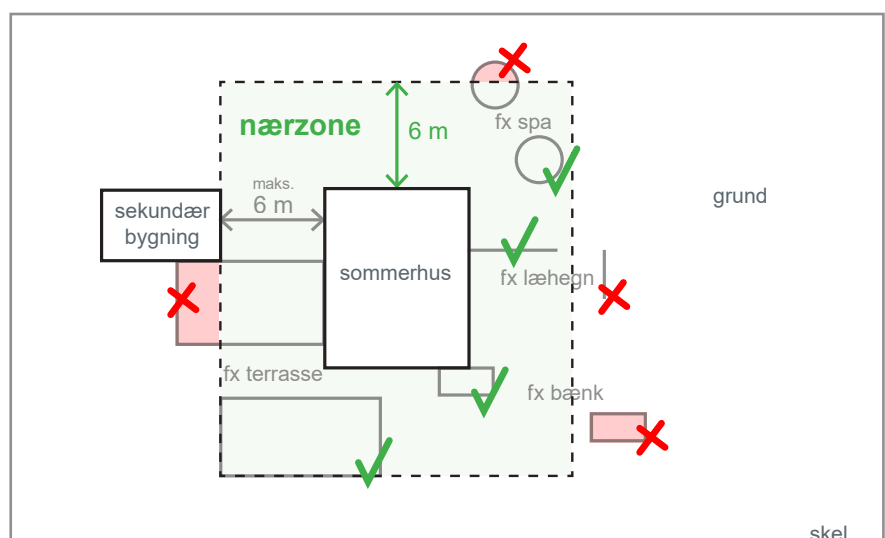 nærzone
6 m
fx spa
maks.
6 m
sekundær
bygning
grund
sommerhus
fx læhegn
fx terrasse
fx bænk
skel